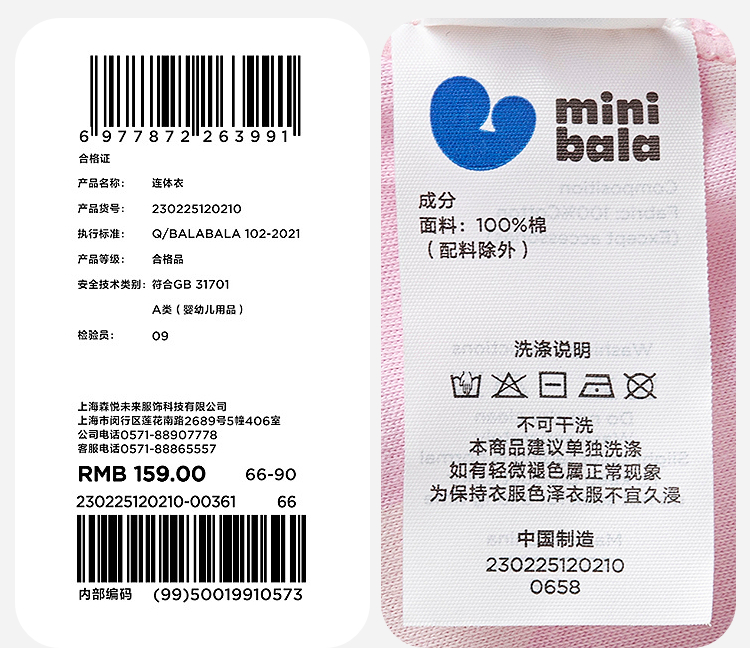 6 977872 263991
合格证
产品名称: 连体衣
产品货号: 230225120210
执行标准: Q/BALABALA 102-2021
产品等级: 合格品
安全技术类别: 符合GB 31701
A类（婴幼儿用品）
检验员: 09
上海森悦未来服饰科技有限公司
上海市闵行区莲花南路2689号5幢406室
公司电话0571-88907778
客服电话0571-88865557
RMB 159.00 66-90
230225120210-00361 66
内部编码 (99)50019910573
mini
bala
成分
面料: 100%棉
（配料除外）
洗涤说明
不可干洗
本商品建议单独洗涤
如有轻微褪色属正常现象
为保持衣服色泽衣服不宜久浸
中国制造
230225120210
0658